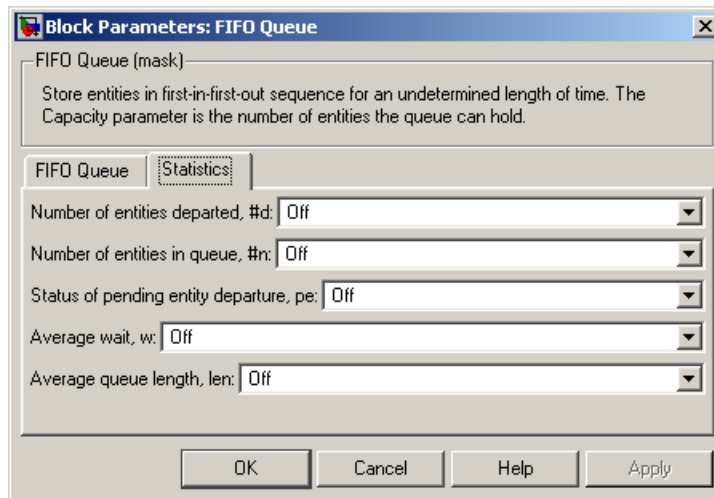 Block Parameters: FIFO Queue
FIFO Queue (mask)
Store entities in first-in-first-out sequence for an undetermined length of time. The
Capacity parameter is the number of entities the queue can hold.
FIFO Queue Statistics
Number of entities departed, #d: Off
Number of entities in queue, #n: Off
Status of pending entity departure, pe: Off
Average wait, w: Off
Average queue length, len: Off
OK Cancel Help Apply